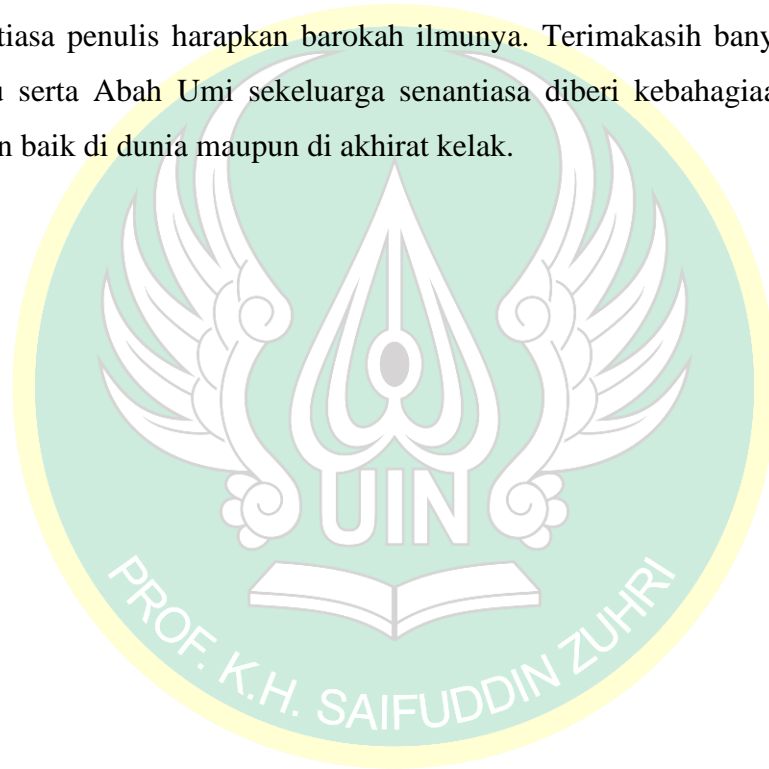 tiasa penulis harapkan barokah ilmunya. Terimakasih bany
serta Abah Umi sekeluarga senantiasa diberi kebahagiaa
n baik di dunia maupun di akhirat kelak.
UIN
PROF. K.H. SAIFUDDIN ZUHRI